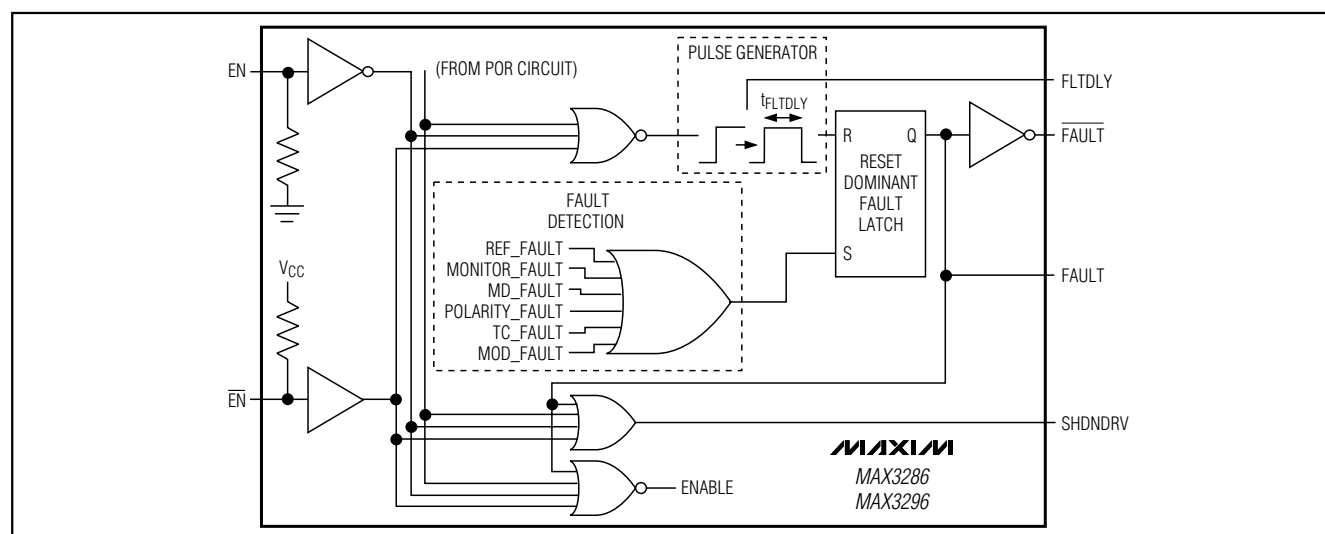 PULSE GENERATOR
EN
(FROM POR CIRCUIT)
FLTDLY
tFLTDLY
R
Q
FAULT
RESET
DOMINANT
FAULT
LATCH
S
FAULT
DETECTION
REF_FAULT
MONITOR_FAULT
MD_FAULT
POLARITY_FAULT
TC_FAULT
MOD_FAULT
VCC
FAULT
EN
SHDNDRV
MAXIM
MAX3286
MAX3296
ENABLE